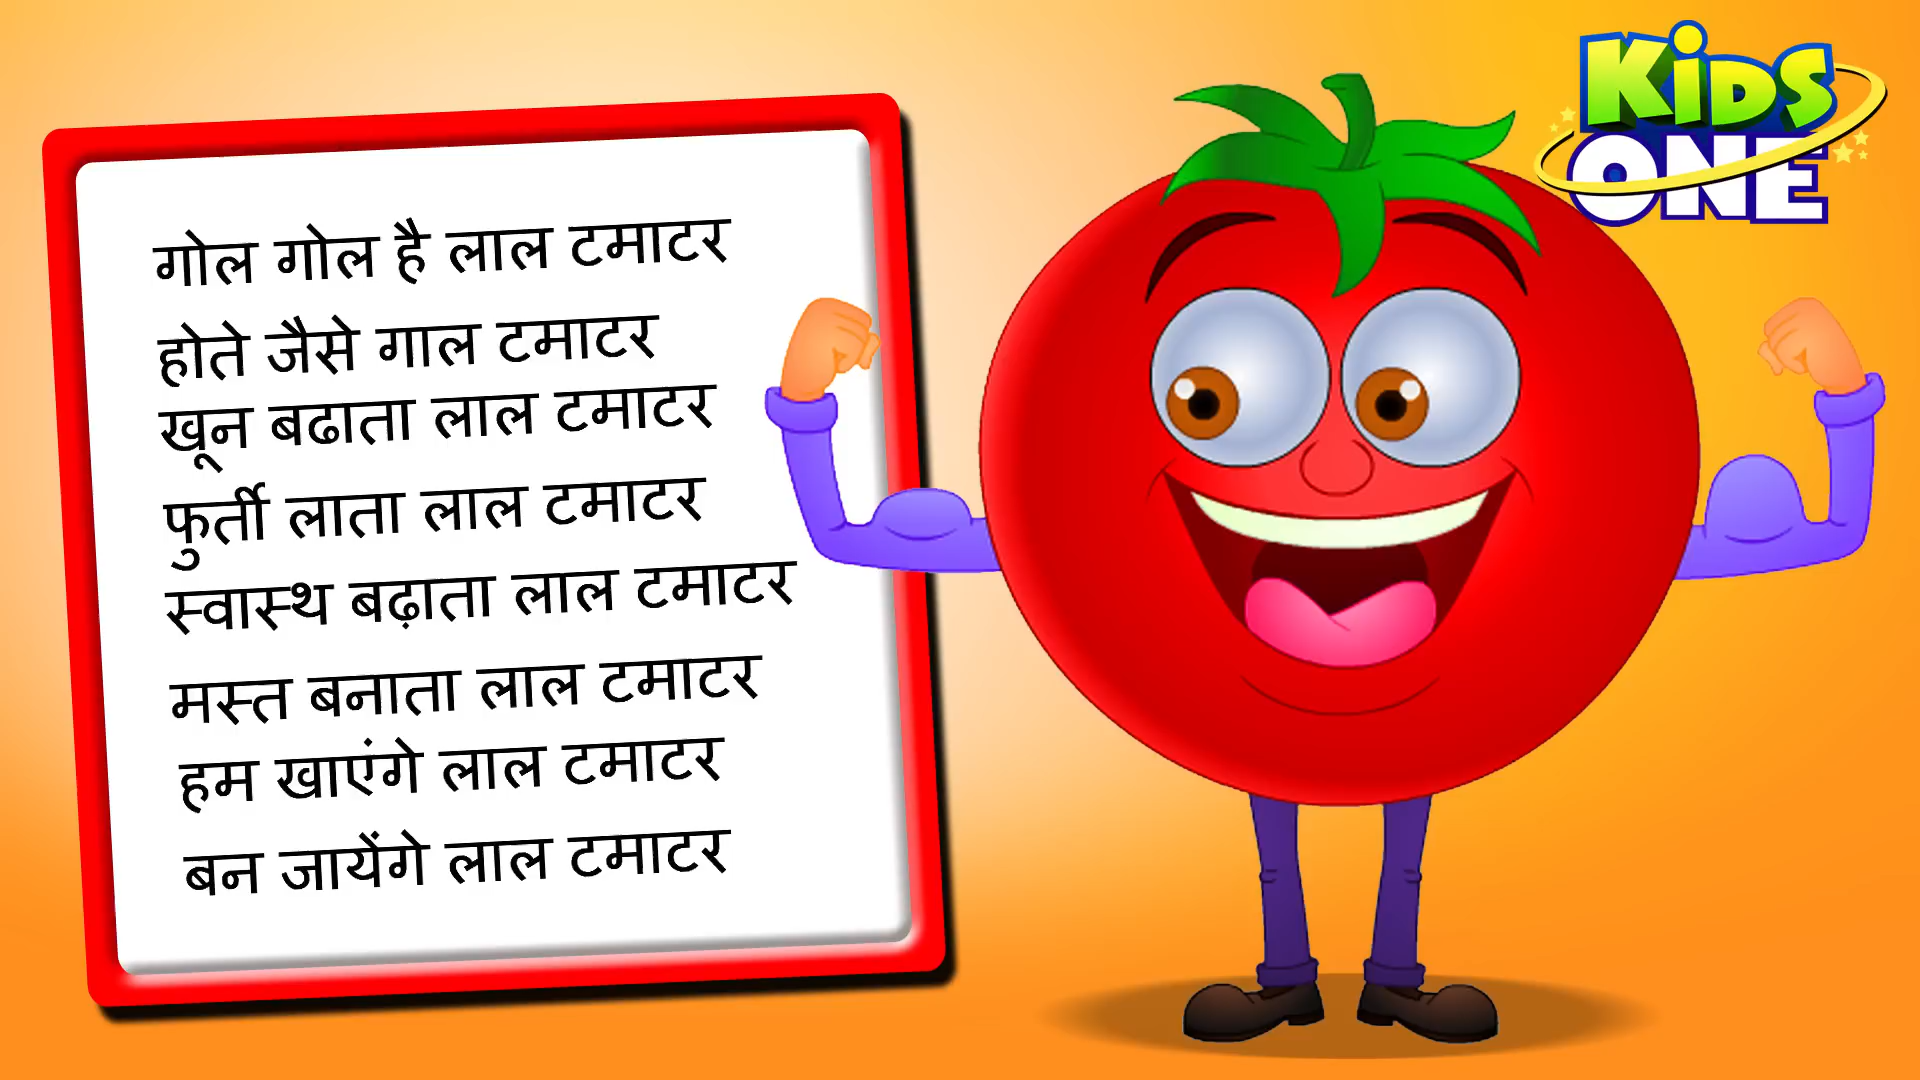 गोल गोल है लाल टमाटर
होते जैसे गाल टमाटर
खून बढाता लाल टमाटर
फुर्ती लाता लाल टमाटर
स्वास्थ बढ़ाता लाल टमाटर
मस्त बनाता लाल टमाटर
हम खाएंगे लाल टमाटर
बन जायेंगे लाल टमाटर
KiDS
ONE